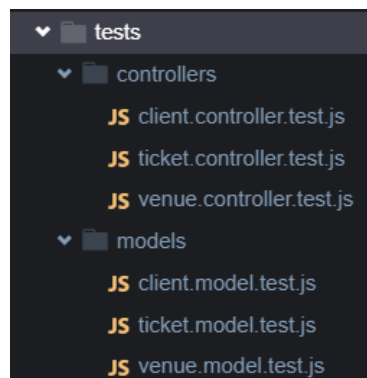 tests
controllers
JS client.controller.test.js
JS ticket.controller.test.js
JS venue.controller.test.js
models
JS client.model.test.js
JS ticket.model.test.js
JS venue.model.test.js